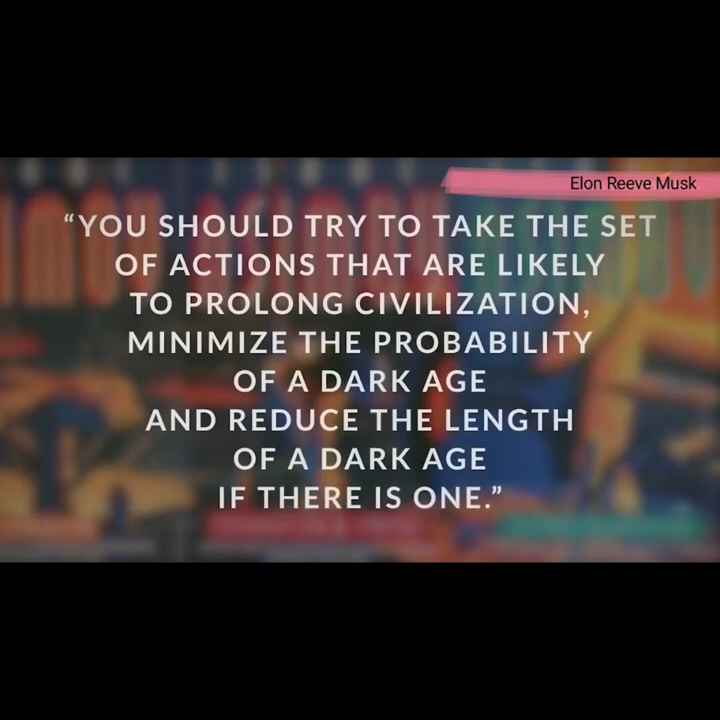 Elon Reeve Musk
“YOU SHOULD TRY TO TAKE THE SET
OF ACTIONS THAT ARE LIKELY
TO PROLONG CIVILIZATION,
MINIMIZE THE PROBABILITY
OF A DARK AGE
AND REDUCE THE LENGTH
OF A DARK AGE
IF THERE IS ONE.”